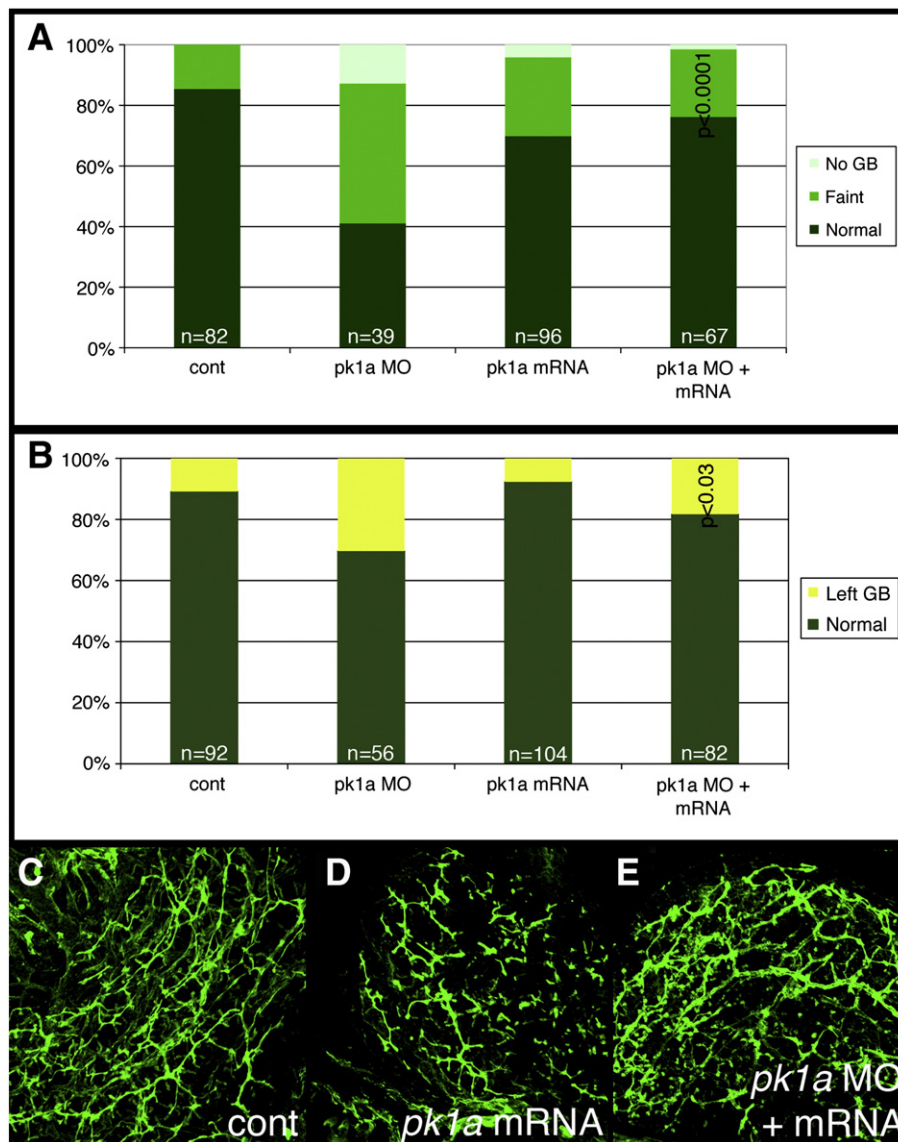 A
100%
80%
60%
40%
20%
0%
p<0.0001
n=82
n=39
n=96
n=67
cont
pk1a MO
pk1a mRNA
pk1a MO +
mRNA
No GB
Faint
Normal
B
100%
80%
60%
40%
20%
0%
p<0.03
n=92
n=56
n=104
n=82
cont
pk1a MO
pk1a mRNA
pk1a MO +
mRNA
Left GB
Normal
C
cont
D
pk1a mRNA
E
pk1a MO
+ mRNA